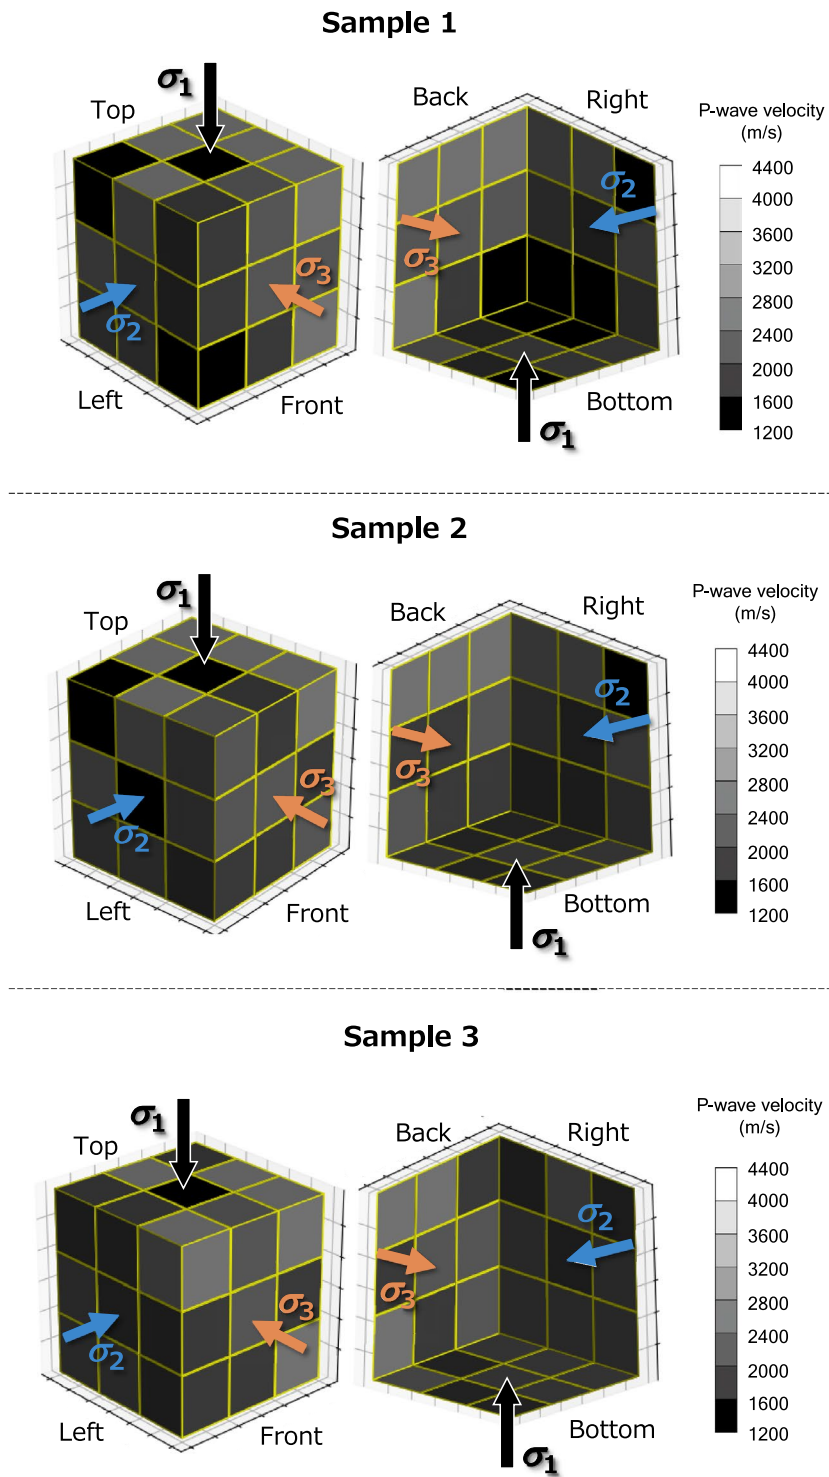 Sample 1
σ1
Top
Back
Right
P-wave velocity
(m/s)
4400
4000
3600
3200
2800
2400
2000
1600
1200
σ2
σ3
σ3
σ2
Left
Front
Bottom
σ1
Sample 2
σ1
Top
Back
Right
P-wave velocity
(m/s)
4400
4000
3600
3200
2800
2400
2000
1600
1200
σ2
σ3
σ3
σ2
Left
Front
Bottom
σ1
Sample 3
σ1
Top
Back
Right
P-wave velocity
(m/s)
4400
4000
3600
3200
2800
2400
2000
1600
1200
σ2
σ3
σ3
σ2
Left
Front
Bottom
σ1